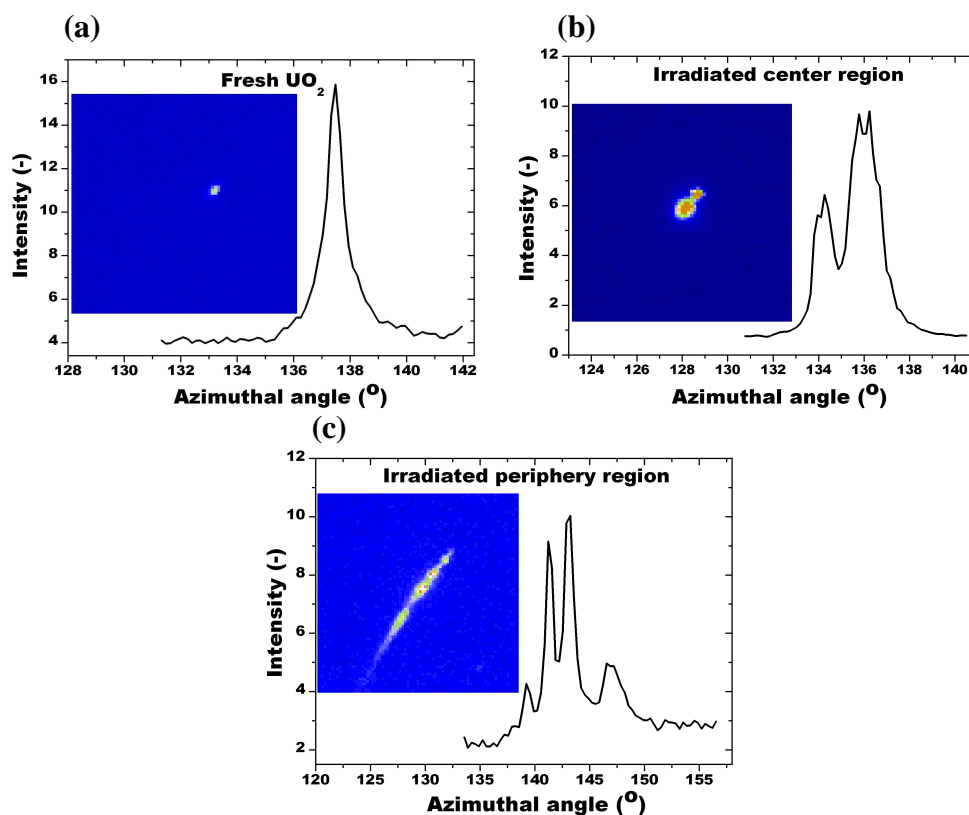 (a)
Fresh UO₂
Intensity (-)
16
14
12
10
8
6
4
128 130 132 134 136 138 140 142
Azimuthal angle (º)
(b)
Irradiated center region
Intensity (-)
12
10
8
6
4
2
0
124 126 128 130 132 134 136 138 140
Azimuthal angle (º)
(c)
Irradiated periphery region
Intensity (-)
12
10
8
6
4
2
120 125 130 135 140 145 150 155
Azimuthal angle (º)